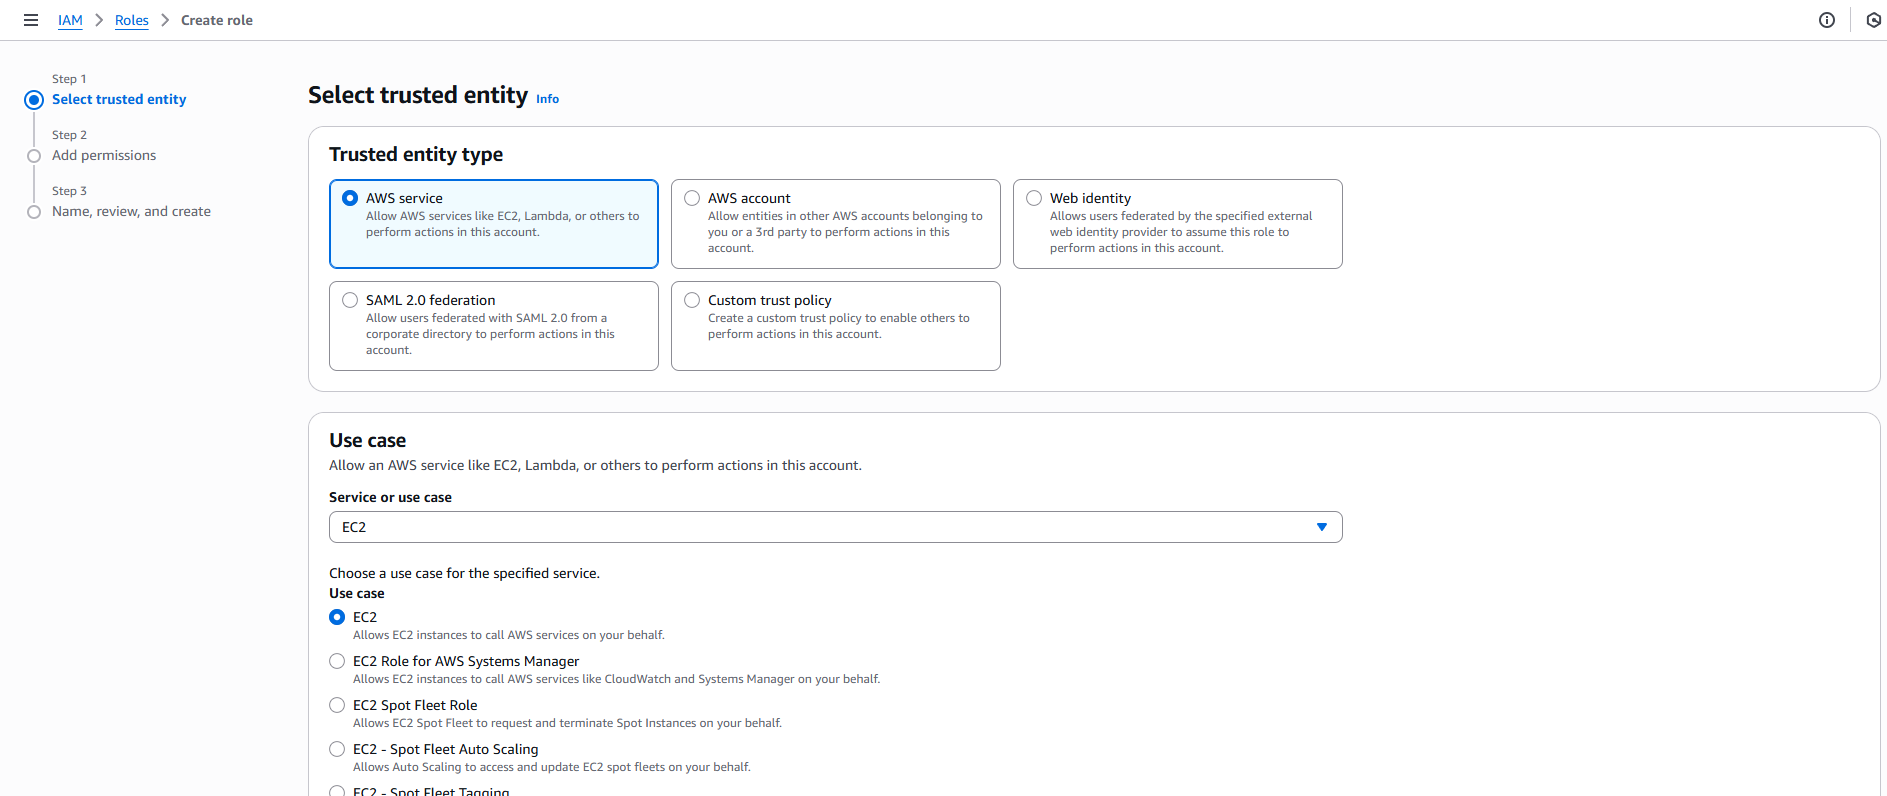 IAM > Roles > Create role
Step 1
Select trusted entity
Step 2
Add permissions
Step 3
Name, review, and create
Select trusted entity Info
Trusted entity type
AWS service
Allow AWS services like EC2, Lambda, or others to
perform actions in this account.
AWS account
Allow entities in other AWS accounts belonging to
you or a 3rd party to perform actions in this
account.
Web identity
Allows users federated by the specified external
web identity provider to assume this role to
perform actions in this account.
SAML 2.0 federation
Allow users federated with SAML 2.0 from a
corporate directory to perform actions in this
account.
Custom trust policy
Create a custom trust policy to enable others to
perform actions in this account.
Use case
Allow an AWS service like EC2, Lambda, or others to perform actions in this account.
Service or use case
EC2
Choose a use case for the specified service.
Use case
EC2
Allows EC2 instances to call AWS services on your behalf.
EC2 Role for AWS Systems Manager
Allows EC2 instances to call AWS services like CloudWatch and Systems Manager on your behalf.
EC2 Spot Fleet Role
Allows EC2 Spot Fleet to request and terminate Spot Instances on your behalf.
EC2 - Spot Fleet Auto Scaling
Allows Auto Scaling to access and update EC2 spot fleets on your behalf.
EC2 - Spot Fleet Tagging